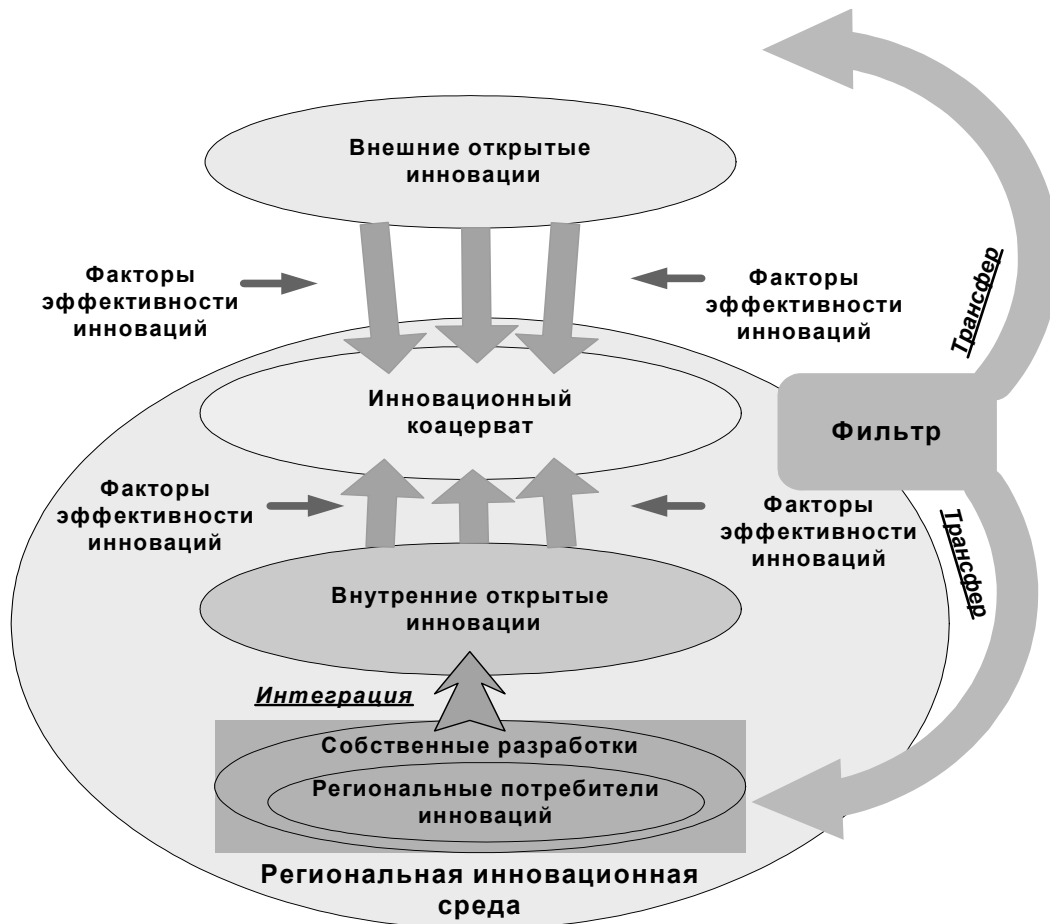 Внешние открытые
инновации
Факторы
эффективности
инноваций
Факторы
эффективности
инноваций
Трансфер
Инновационный
коацерват
Фильтр
Факторы
эффективности
инноваций
Факторы
эффективности
инноваций
Трансфер
Внутренние открытые
инновации
Интеграция
Собственные разработки
Региональные потребители
инноваций
Региональная инновационная
среда